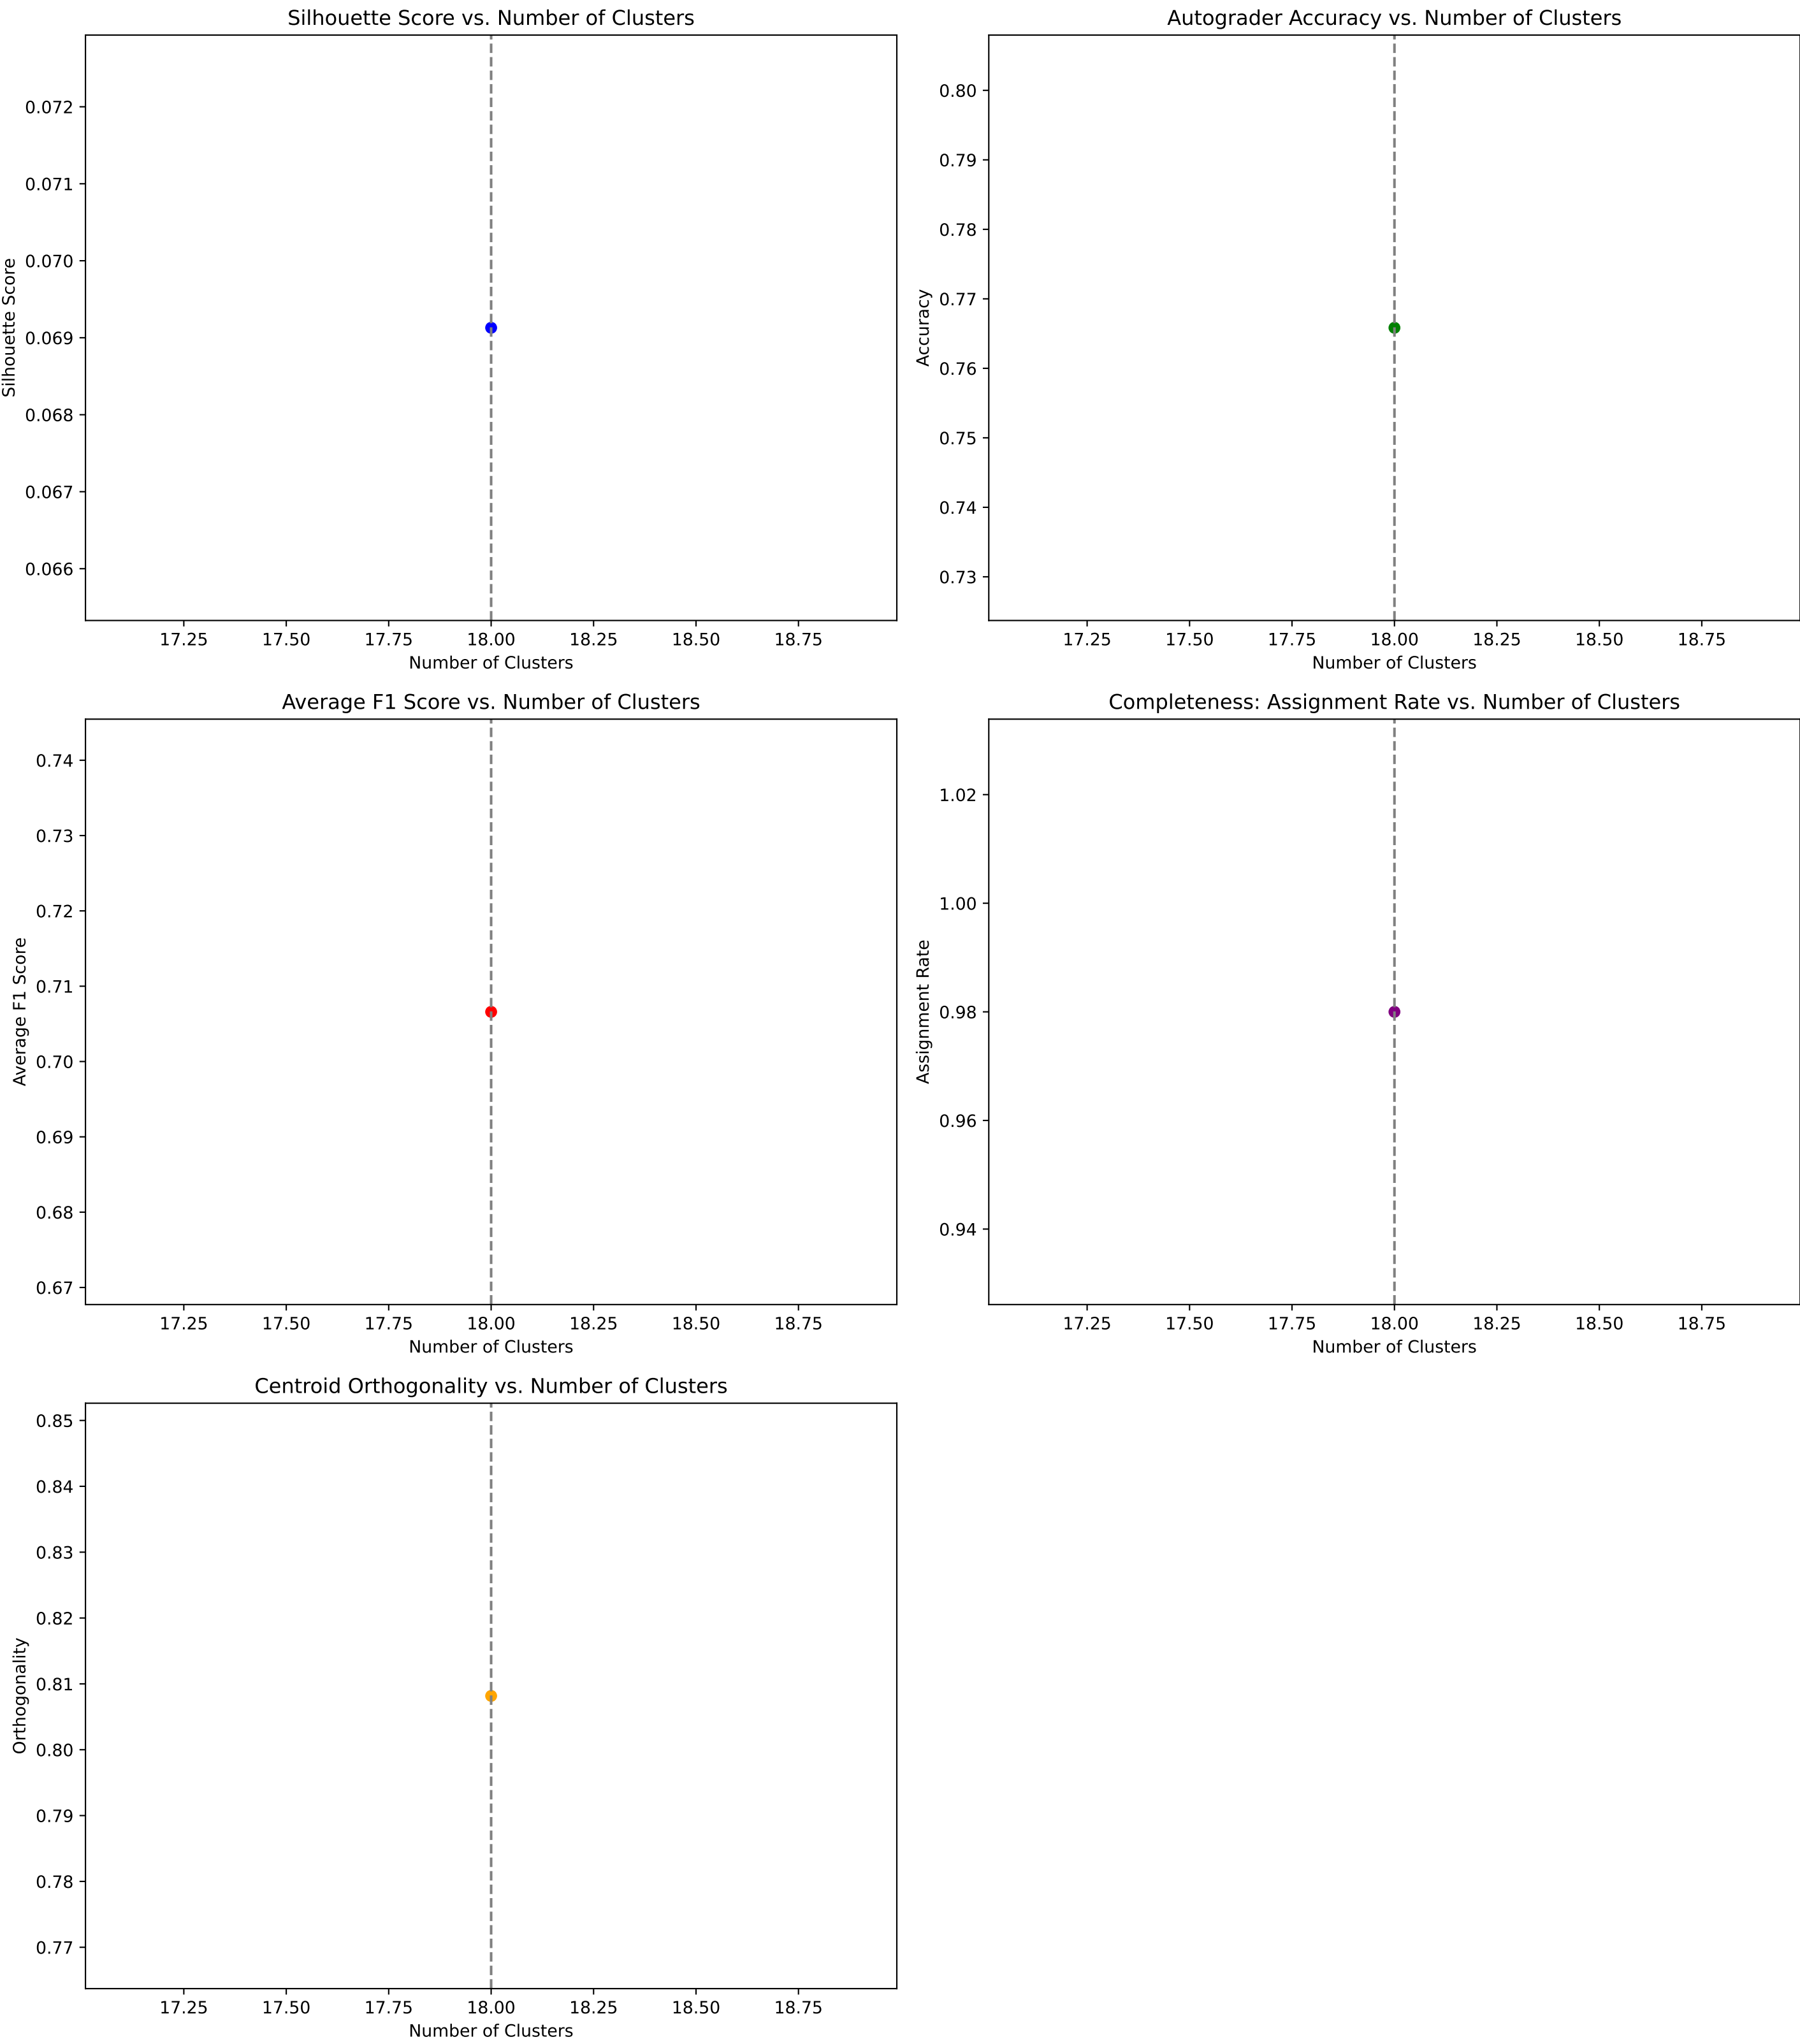 Silhouette Score vs. Number of Clusters
Silhouette Score
0.072
0.071
0.070
0.069
0.068
0.067
0.066
17.25 17.50 17.75 18.00 18.25 18.50 18.75
Number of Clusters
Autograder Accuracy vs. Number of Clusters
Accuracy
0.80
0.79
0.78
0.77
0.76
0.75
0.74
0.73
17.25 17.50 17.75 18.00 18.25 18.50 18.75
Number of Clusters
Average F1 Score vs. Number of Clusters
Average F1 Score
0.74
0.73
0.72
0.71
0.70
0.69
0.68
0.67
17.25 17.50 17.75 18.00 18.25 18.50 18.75
Number of Clusters
Completeness: Assignment Rate vs. Number of Clusters
Assignment Rate
1.02
1.00
0.98
0.96
0.94
17.25 17.50 17.75 18.00 18.25 18.50 18.75
Number of Clusters
Centroid Orthogonality vs. Number of Clusters
Orthogonality
0.85
0.84
0.83
0.82
0.81
0.80
0.79
0.78
0.77
17.25 17.50 17.75 18.00 18.25 18.50 18.75
Number of Clusters